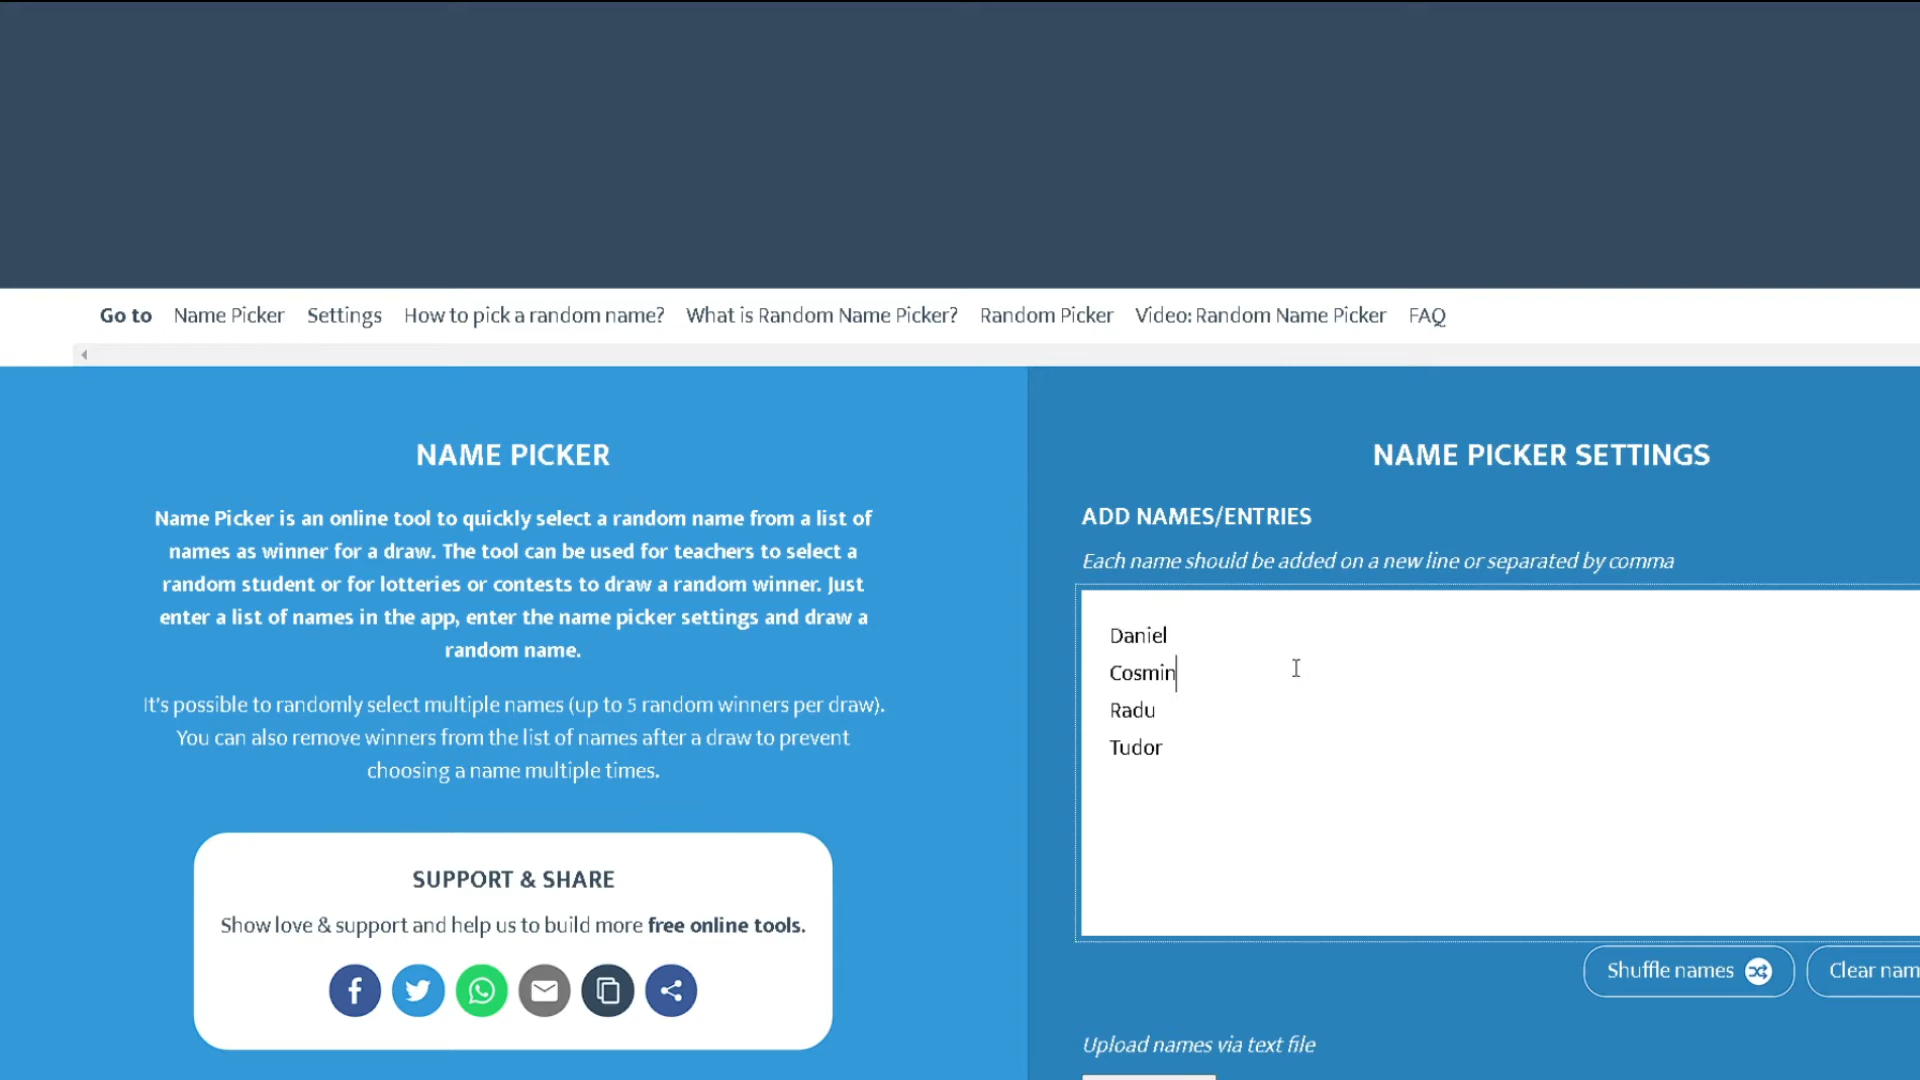 Go to Name Picker Settings How to pick a random name? What is Random Name Picker? Random Picker Video: Random Name Picker FAQ
NAME PICKER
Name Picker is an online tool to quickly select a random name from a list of
names as winner for a draw. The tool can be used for teachers to select a
random student or for lotteries or contests to draw a random winner. Just
enter a list of names in the app, enter the name picker settings and draw a
random name.
It's possible to randomly select multiple names (up to 5 random winners per draw).
You can also remove winners from the list of names after a draw to prevent
choosing a name multiple times.
SUPPORT & SHARE
Show love & support and help us to build more free online tools.
NAME PICKER SETTINGS
ADD NAMES/ENTRIES
Each name should be added on a new line or separated by comma
Daniel
Cosmin
Radu
Tudor
Shuffle names
Clear nam
Upload names via text file